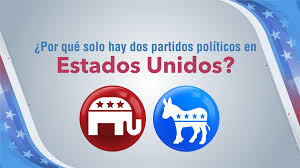 ¿Por qué solo hay dos partidos políticos en
Estados Unidos?